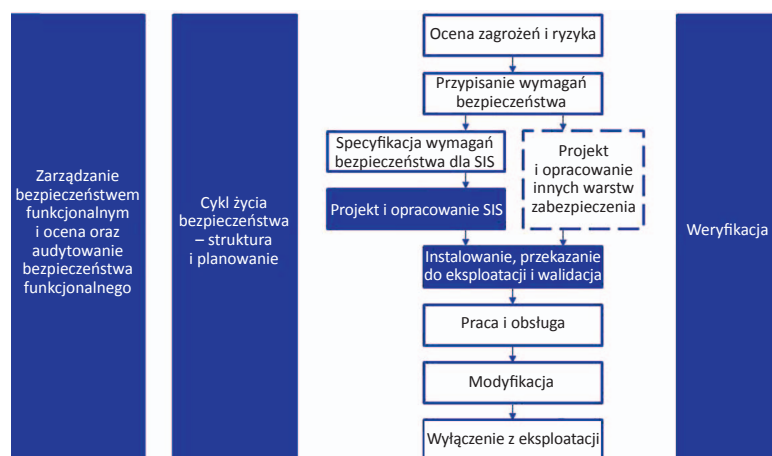 Zarządzanie
bezpieczeństwem
funkcjonalnym
i ocena oraz
audytowanie
bezpieczeństwa
funkcjonalnego
Cykl życia
bezpieczeństwa
– struktura
i planowanie
Ocena zagrożeń i ryzyka
Przypisanie wymagań
bezpieczeństwa
Specyfikacja wymagań
bezpieczeństwa dla SIS
Projekt i opracowanie SIS
Projekt
i opracowanie
innych warstw
zabezpieczenia
Instalowanie, przekazanie
do eksploatacji i walidacja
Praca i obsługa
Modyfikacja
Wyłączenie z eksploatacji
Weryfikacja